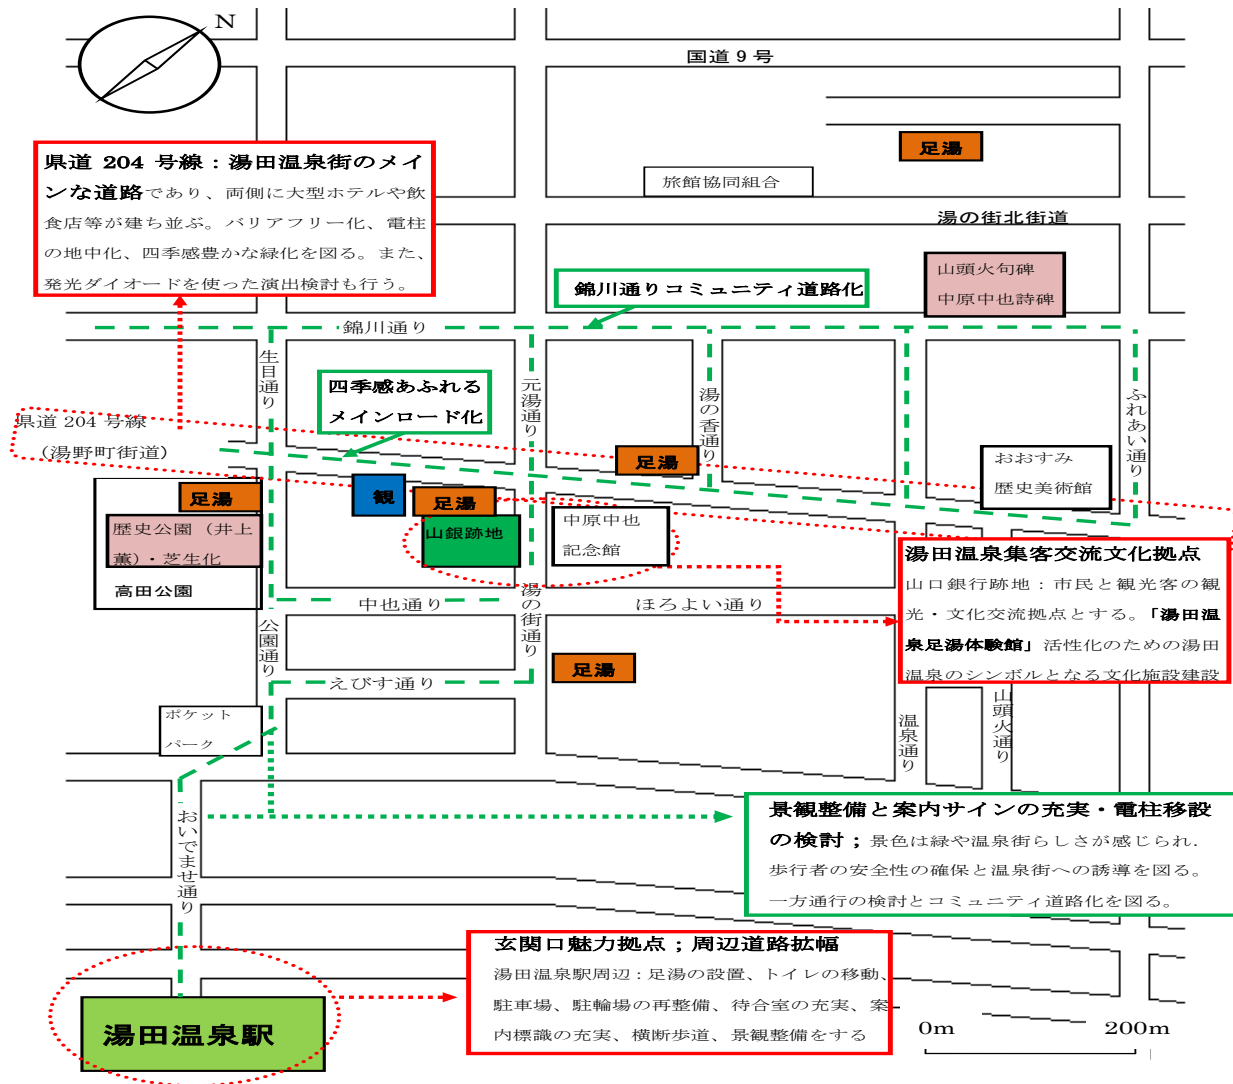 N
国道 9 号
足湯
県道 204 号線：湯田温泉街のメイ
ンな道路であり、両側に大型ホテルや飲
食店等が建ち並ぶ。バリアフリー化、電柱
の地中化、四季感豊かな緑化を図る。また、
発光ダイオードを使った演出検討も行う。
旅館協同組合
湯の街北街道
山頭火句碑
中原中也詩碑
錦川通りコミュニティ道路化
錦川通り
生目通り
四季感あふれる
メインロード化
元湯通り
湯の香通り
ふれあい通り
県道 204 号線
（湯野町街道）
足湯
おおすみ
歴史美術館
足湯
観
足湯
歴史公園（井上
薫）・芝生化
高田公園
山銀跡地
中原中也
記念館
湯田温泉集客交流文化拠点
山口銀行跡地：市民と観光客の観
光・文化交流拠点とする。「湯田温
泉足湯体験館」活性化のための湯田
温泉のシンボルとなる文化施設建設
中也通り
湯の街通り
ほろよい通り
公園通り
足湯
えびす通り
ポケット
パーク
温泉通り
山頭火通り
おいでませ通り
景観整備と案内サインの充実・電柱移設
の検討；景色は緑や温泉街らしさが感じられ.
歩行者の安全性の確保と温泉街への誘導を図る。
一方通行の検討とコミュニティ道路化を図る。
玄関口魅力拠点；周辺道路拡幅
湯田温泉駅周辺：足湯の設置、トイレの移動、
駐車場、駐輪場の再整備、待合室の充実、案
内標識の充実、横断歩道、景観整備をする
湯田温泉駅
0m
200m